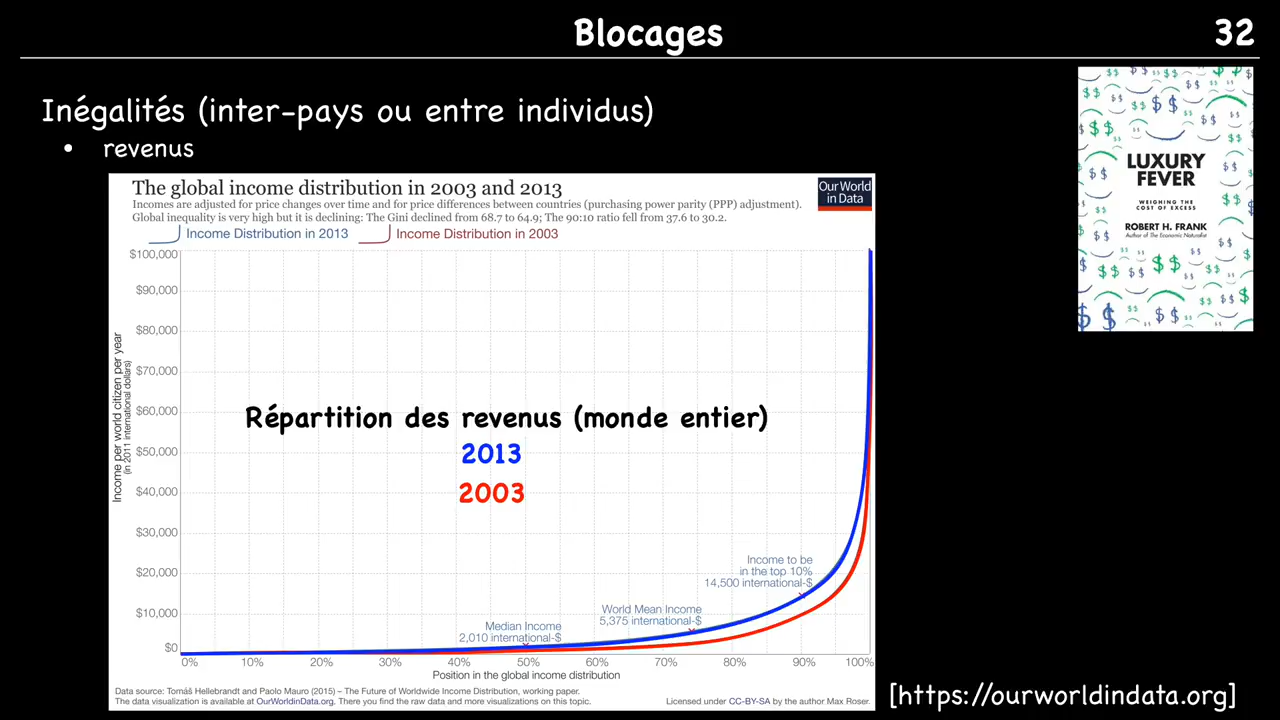 Blocages
32
Inégalités (inter-pays ou entre individus)
• revenus
The global income distribution in 2003 and 2013
Incomes are adjusted for price changes over time and for price differences between countries (purchasing power parity (PPP) adjustment).
Global inequality is very high but it is declining: The Gini declined from 68.7 to 64.9; The 90:10 ratio fell from 37.6 to 30.2.
Our World
in Data
Income Distribution in 2013
Income Distribution in 2003
$100,000
$90,000
$80,000
$70,000
$60,000
$50,000
$40,000
$30,000
$20,000
$10,000
$0
Income per world citizen per year
(in 2011 international dollars)
Répartition des revenus (monde entier)
2013
2003
Income to be
in the top 10%
14,500 international-$
World Mean Income
5,375 international-$
Median Income
2,010 international-$
0% 10% 20% 30% 40% 50% 60% 70% 80% 90% 100%
Position in the global income distribution
Data source: Tomáš Hellebrandt and Paolo Mauro (2015) – The Future of Worldwide Income Distribution, working paper.
The data visualization is available at OurWorldinData.org. There you find the raw data and more visualizations on this topic.
Licensed under CC-BY-SA by the author Max Roser.
LUXURY
FEVER
WEIGHING THE
COST OF EXCESS
ROBERT H. FRANK
Author of The Economic Naturalist
[https://ourworldindata.org]